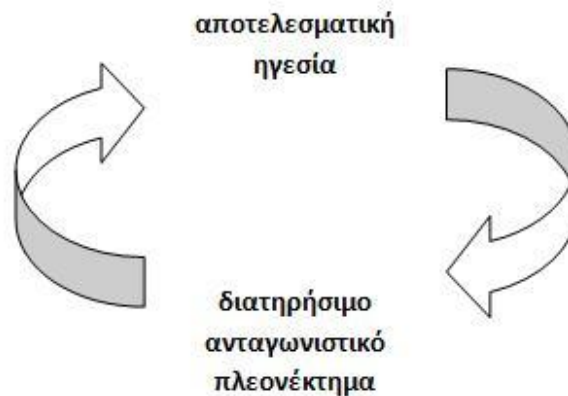 αποτελεσματική
ηγεσία
διατηρήσιμο
ανταγωνιστικό
πλεονέκτημα